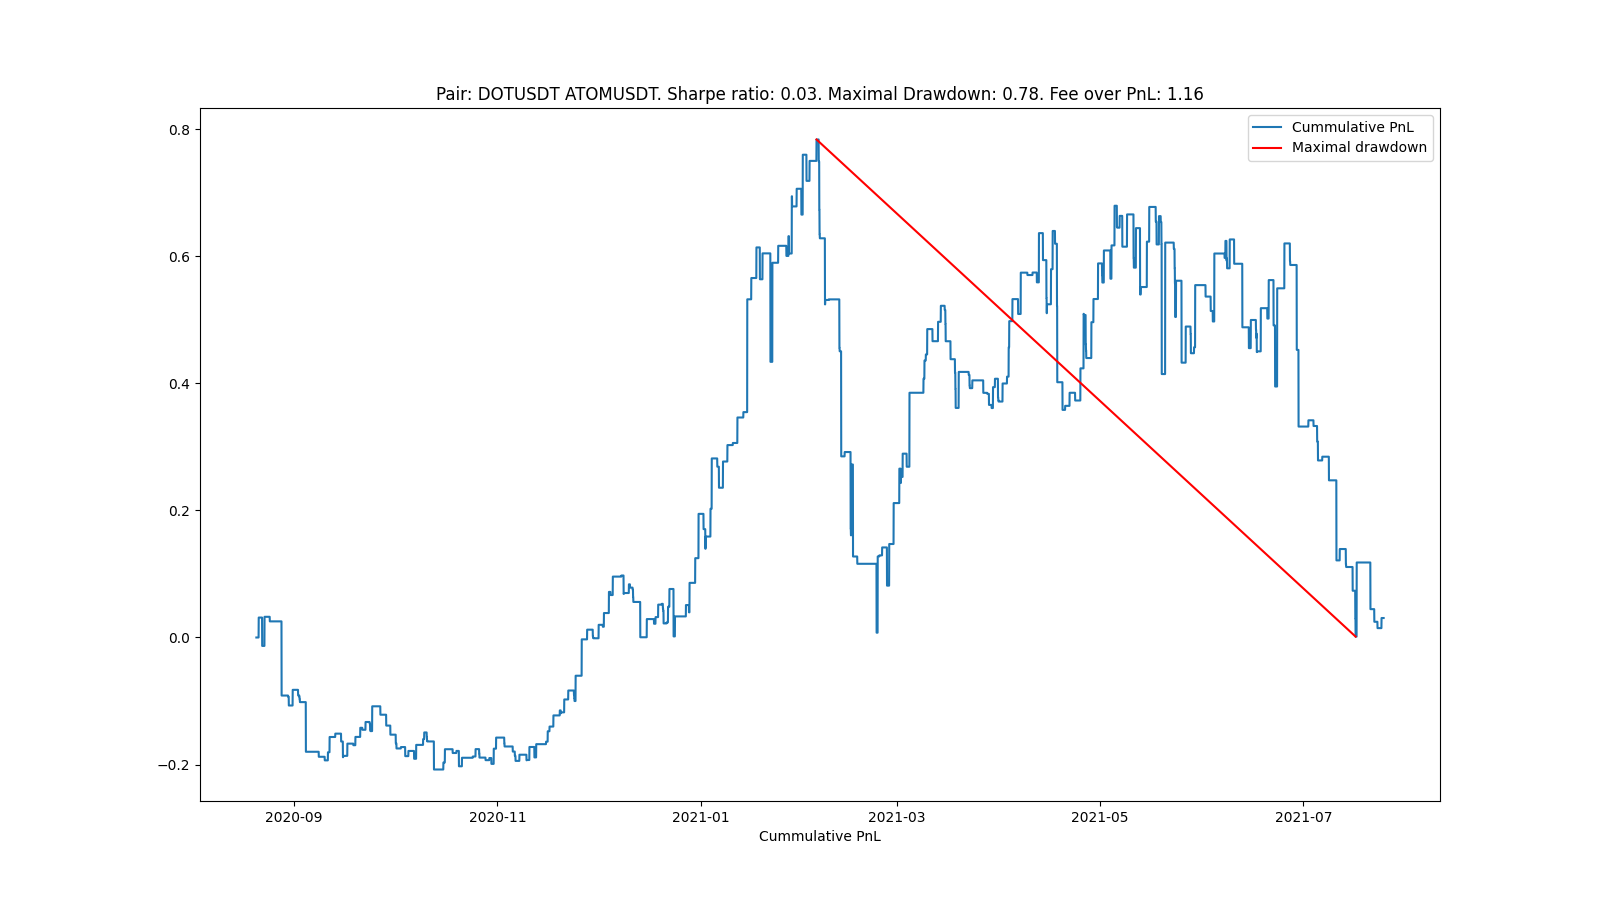 Pair: DOTUSDT ATOMUSDT. Sharpe ratio: 0.03. Maximal Drawdown: 0.78. Fee over PnL: 1.16
Cummulative PnL
Maximal drawdown
0.8
0.6
0.4
0.2
0.0
−0.2
2020-09 2020-11 2021-01 2021-03 2021-05 2021-07
Cummulative PnL